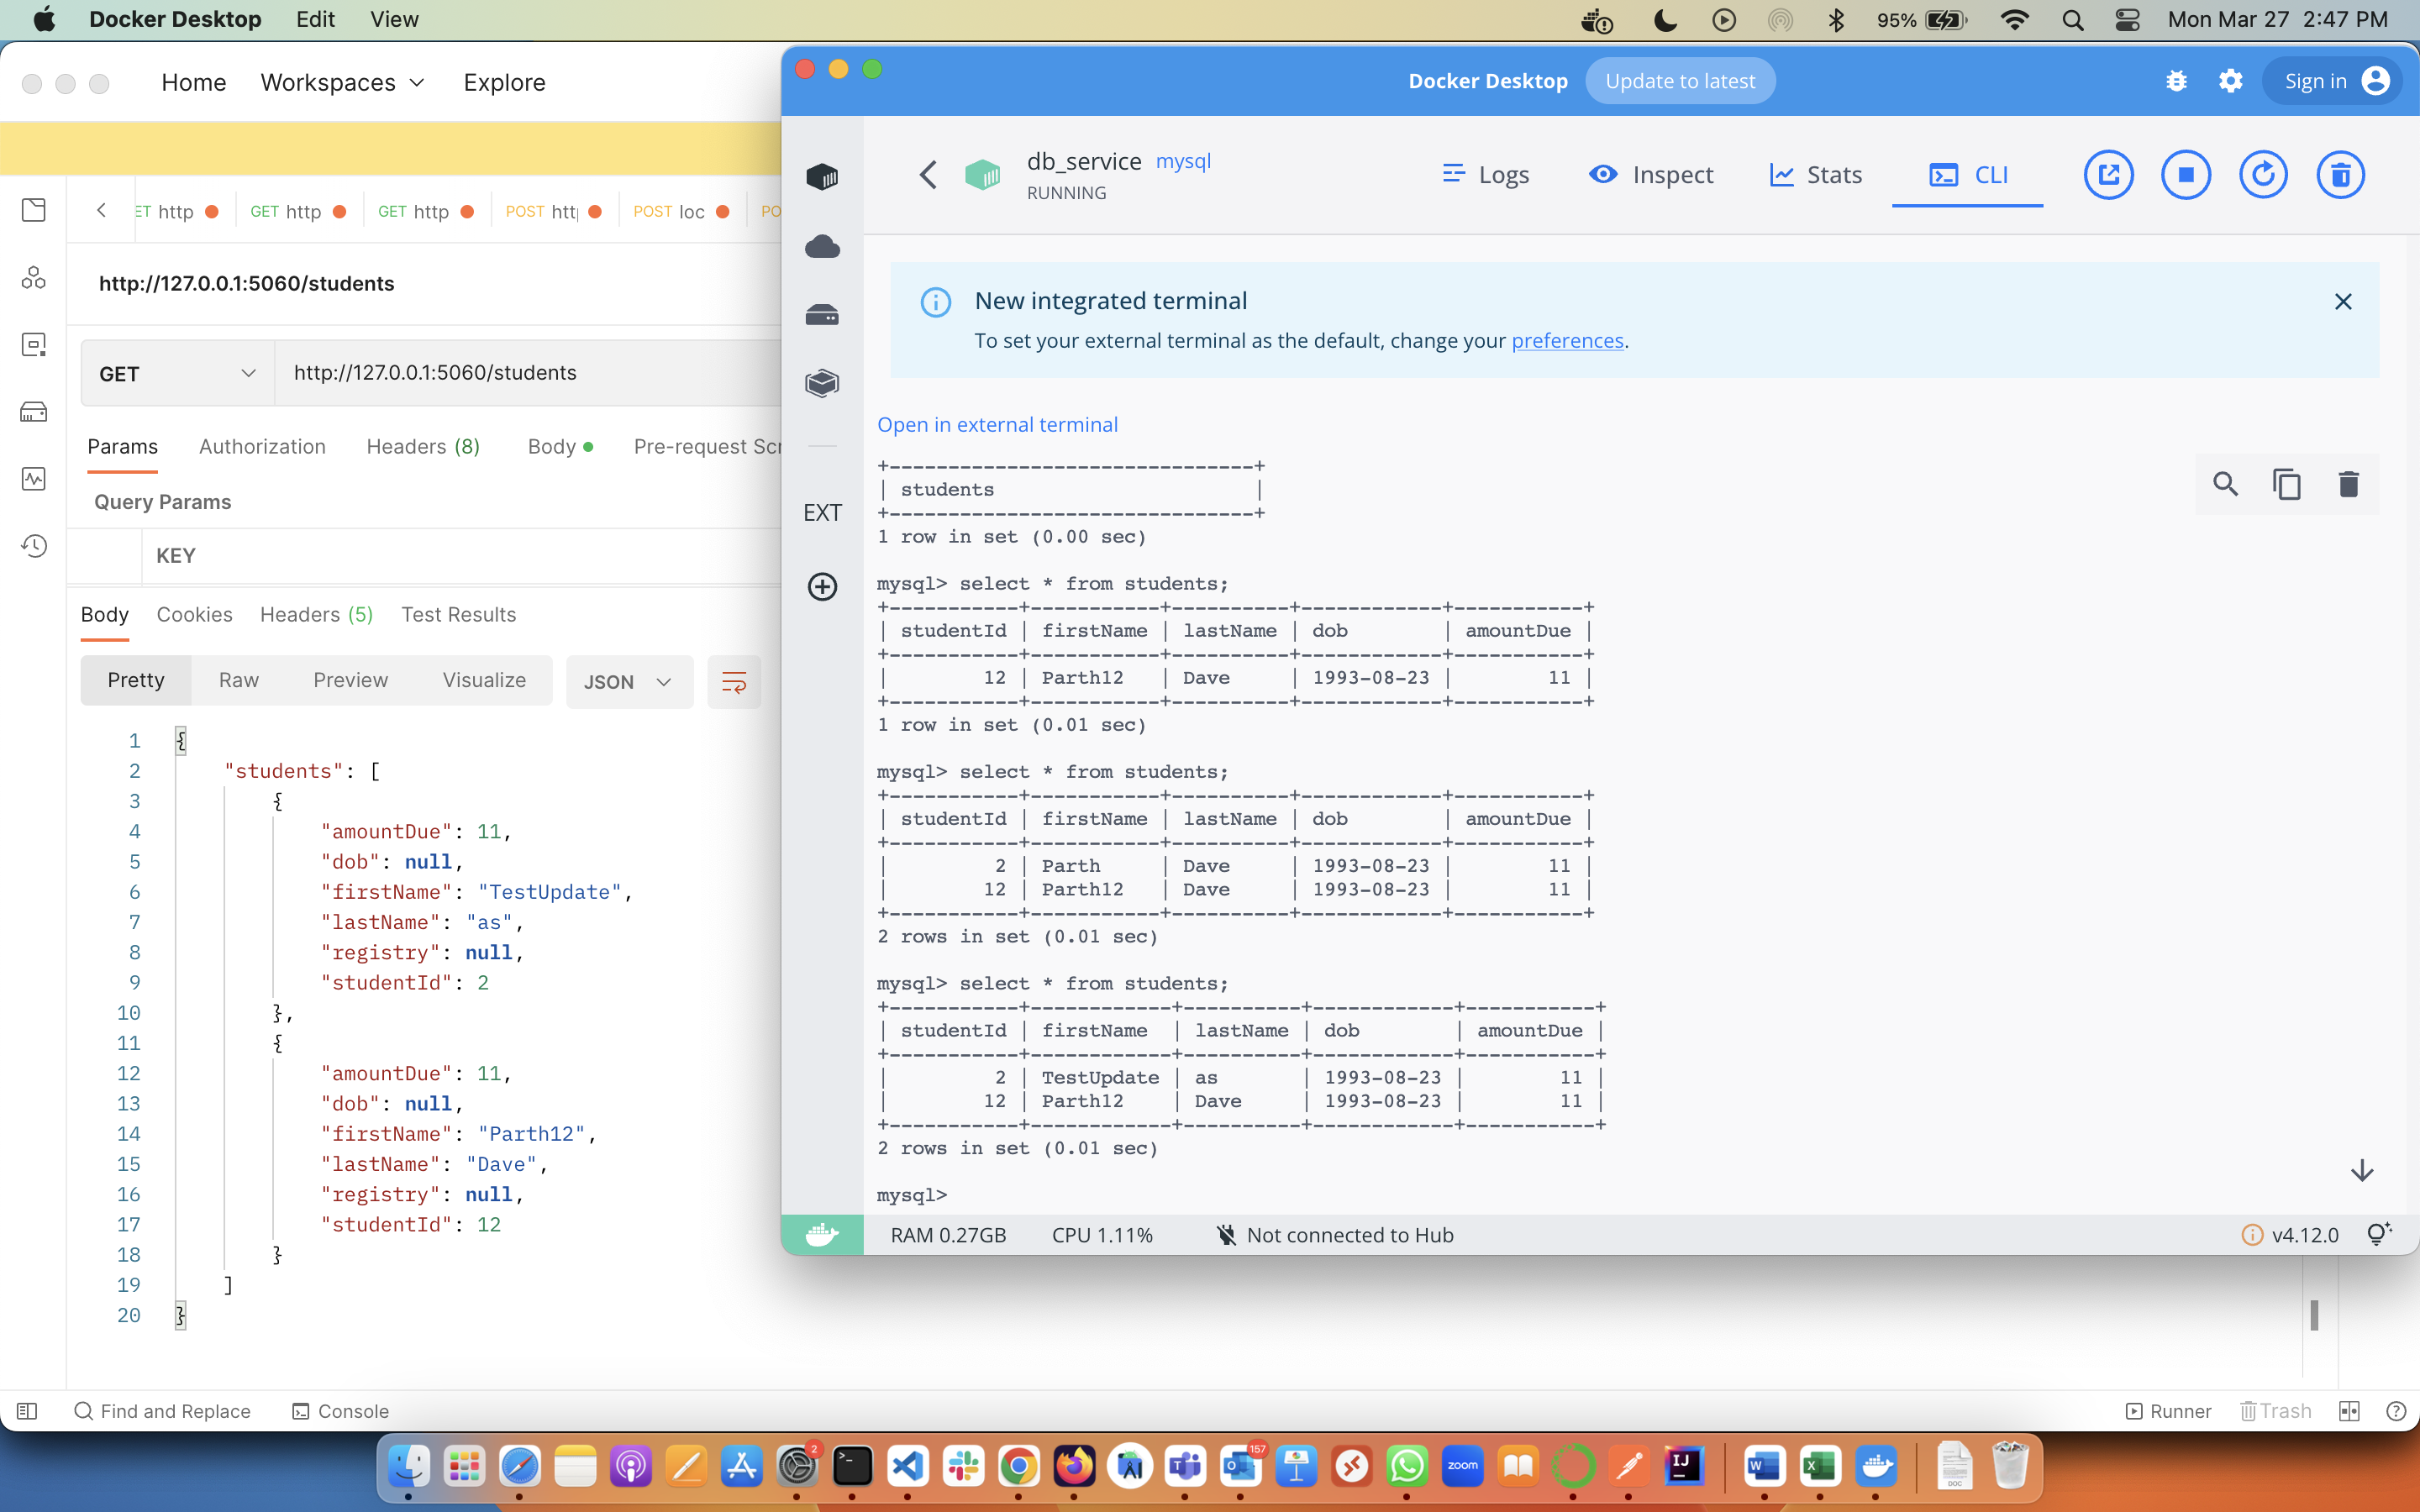 Docker Desktop Edit View
95% Mon Mar 27 2:47 PM
Home Workspaces Explore
ET http GET http GET http POST htt POST loc PO
http://127.0.0.1:5060/students
GET http://127.0.0.1:5060/students
Params Authorization Headers (8) Body Pre-request Scr
Query Params
KEY
Body Cookies Headers (5) Test Results
Pretty Raw Preview Visualize JSON
1 {
2 "students": [
3 {
4 "amountDue": 11,
5 "dob": null,
6 "firstName": "TestUpdate",
7 "lastName": "as",
8 "registry": null,
9 "studentId": 2
10 },
11 {
12 "amountDue": 11,
13 "dob": null,
14 "firstName": "Parth12",
15 "lastName": "Dave",
16 "registry": null,
17 "studentId": 12
18 }
19 ]
20 }
Find and Replace Console
Runner Trash
Docker Desktop Update to latest Sign in
db_service mysql
RUNNING
Logs Inspect Stats CLI
New integrated terminal
To set your external terminal as the default, change your preferences.
EXT
Open in external terminal
+-------------------------------+
| students |
+-------------------------------+
1 row in set (0.00 sec)
mysql> select * from students;
+-----------+-----------+----------+------------+-----------+
| studentId | firstName | lastName | dob | amountDue |
+-----------+-----------+----------+------------+-----------+
| 12 | Parth12 | Dave | 1993-08-23 | 11 |
+-----------+-----------+----------+------------+-----------+
1 row in set (0.01 sec)
mysql> select * from students;
+-----------+-----------+----------+------------+-----------+
| studentId | firstName | lastName | dob | amountDue |
+-----------+-----------+----------+------------+-----------+
| 2 | Parth | Dave | 1993-08-23 | 11 |
| 12 | Parth12 | Dave | 1993-08-23 | 11 |
+-----------+-----------+----------+------------+-----------+
2 rows in set (0.01 sec)
mysql> select * from students;
+-----------+------------+----------+------------+-----------+
| studentId | firstName | lastName | dob | amountDue |
+-----------+------------+----------+------------+-----------+
| 2 | TestUpdate | as | 1993-08-23 | 11 |
| 12 | Parth12 | Dave | 1993-08-23 | 11 |
+-----------+------------+----------+------------+-----------+
2 rows in set (0.01 sec)
mysql>
RAM 0.27GB CPU 1.11% Not connected to Hub v4.12.0
2 157 zoom IJ W X DOC